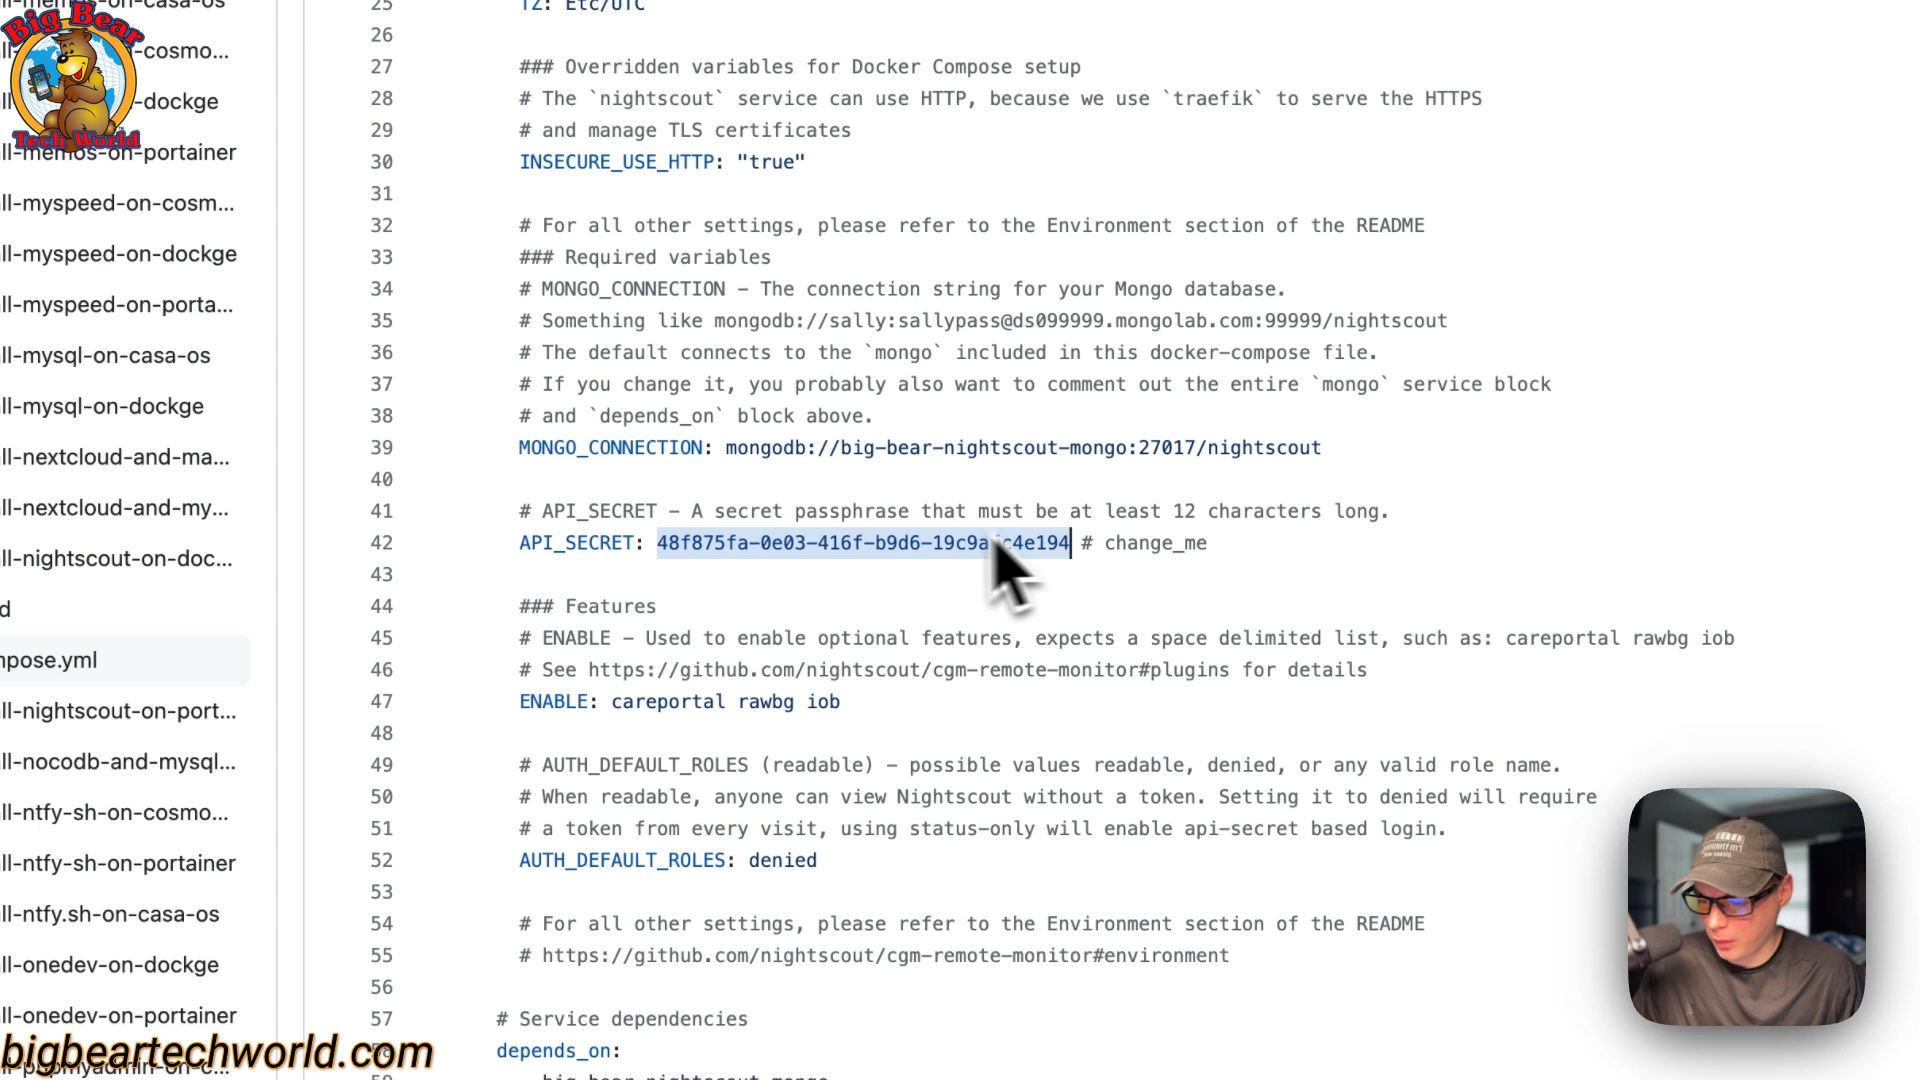 -cosmo...
-dockge
Big Bear
Tech World
ll-memos-on-portainer
ll-myspeed-on-cosm...
ll-myspeed-on-dockge
ll-myspeed-on-porta...
ll-mysql-on-casa-os
ll-mysql-on-dockge
ll-nextcloud-and-ma...
ll-nextcloud-and-my...
ll-nightscout-on-doc...
d
mpose.yml
ll-nightscout-on-port...
ll-nocodb-and-mysql...
ll-ntfy-sh-on-cosmo...
ll-ntfy-sh-on-portainer
ll-ntfy.sh-on-casa-os
ll-onedev-on-dockge
ll-onedev-on-portainer
bigbeartechworld.com
25 TZ: Etc/UTC
26
27 ### Overridden variables for Docker Compose setup
28 # The `nightscout` service can use HTTP, because we use `traefik` to serve the HTTPS
29 # and manage TLS certificates
30 INSECURE_USE_HTTP: "true"
31
32 # For all other settings, please refer to the Environment section of the README
33 ### Required variables
34 # MONGO_CONNECTION - The connection string for your Mongo database.
35 # Something like mongodb://sally:sallypass@ds099999.mongolab.com:99999/nightscout
36 # The default connects to the `mongo` included in this docker-compose file.
37 # If you change it, you probably also want to comment out the entire `mongo` service block
38 # and `depends_on` block above.
39 MONGO_CONNECTION: mongodb://big-bear-nightscout-mongo:27017/nightscout
40
41 # API_SECRET - A secret passphrase that must be at least 12 characters long.
42 API_SECRET: # change_me
43
44 ### Features
45 # ENABLE - Used to enable optional features, expects a space delimited list, such as: careportal rawbg iob
46 # See https://github.com/nightscout/cgm-remote-monitor#plugins for details
47 ENABLE: careportal rawbg iob
48
49 # AUTH_DEFAULT_ROLES (readable) - possible values readable, denied, or any valid role name.
50 # When readable, anyone can view Nightscout without a token. Setting it to denied will require
51 # a token from every visit, using status-only will enable api-secret based login.
52 AUTH_DEFAULT_ROLES: denied
53
54 # For all other settings, please refer to the Environment section of the README
55 # https://github.com/nightscout/cgm-remote-monitor#environment
56
57 # Service dependencies
depends_on: